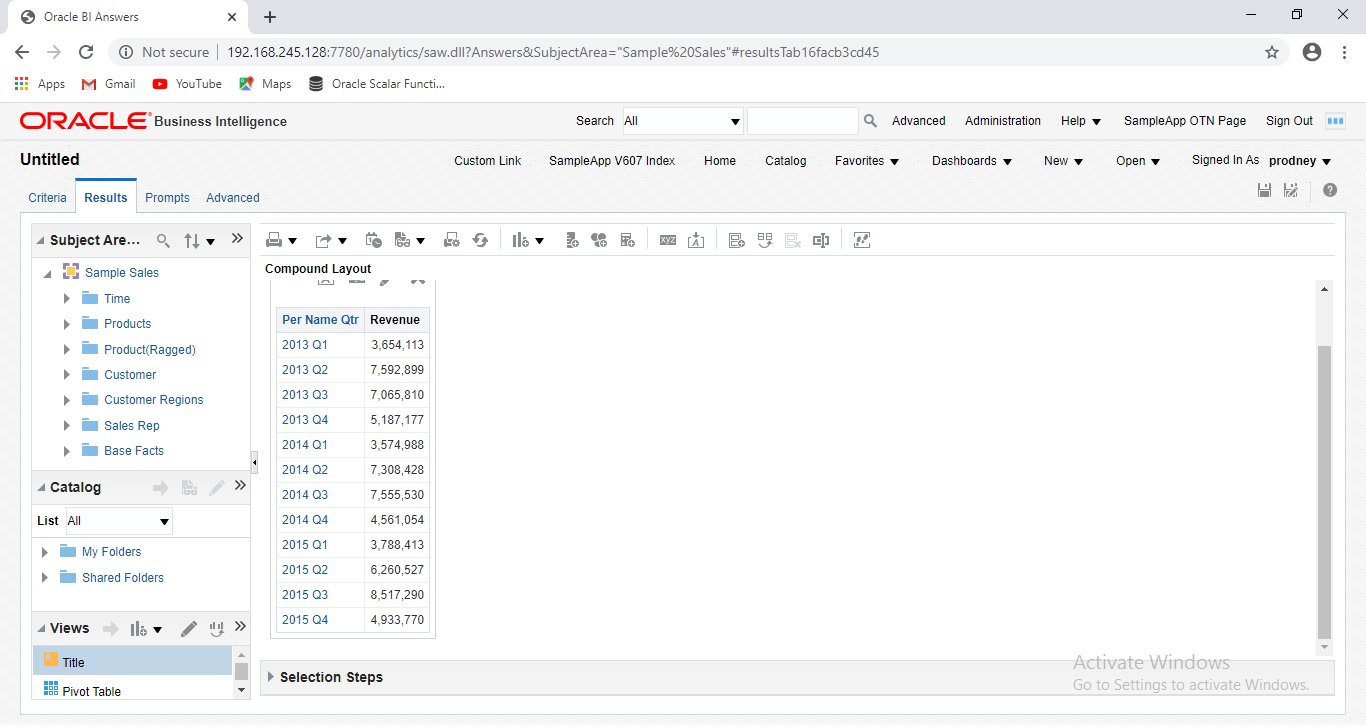 Oracle BI Answers
Not secure | 192.168.245.128:7780/analytics/saw.dll?Answers&SubjectArea="Sample%20Sales"#resultsTab16facb3cd45
Apps Gmail YouTube Maps Oracle Scalar Functi...
ORACLE Business Intelligence Search All Advanced Administration Help SampleApp OTN Page Sign Out
Untitled Custom Link SampleApp V607 Index Home Catalog Favorites Dashboards New Open Signed In As prodney
Criteria Results Prompts Advanced
Subject Are...
Sample Sales
Time
Products
Product(Ragged)
Customer
Customer Regions
Sales Rep
Base Facts
Catalog
List All
My Folders
Shared Folders
Views
Title
Pivot Table
Compound Layout
Per Name Qtr Revenue
2013 Q1 3,654,113
2013 Q2 7,592,899
2013 Q3 7,065,810
2013 Q4 5,187,177
2014 Q1 3,574,988
2014 Q2 7,308,428
2014 Q3 7,555,530
2014 Q4 4,561,054
2015 Q1 3,788,413
2015 Q2 6,260,527
2015 Q3 8,517,290
2015 Q4 4,933,770
Selection Steps
Activate Windows
Go to Settings to activate Windows.